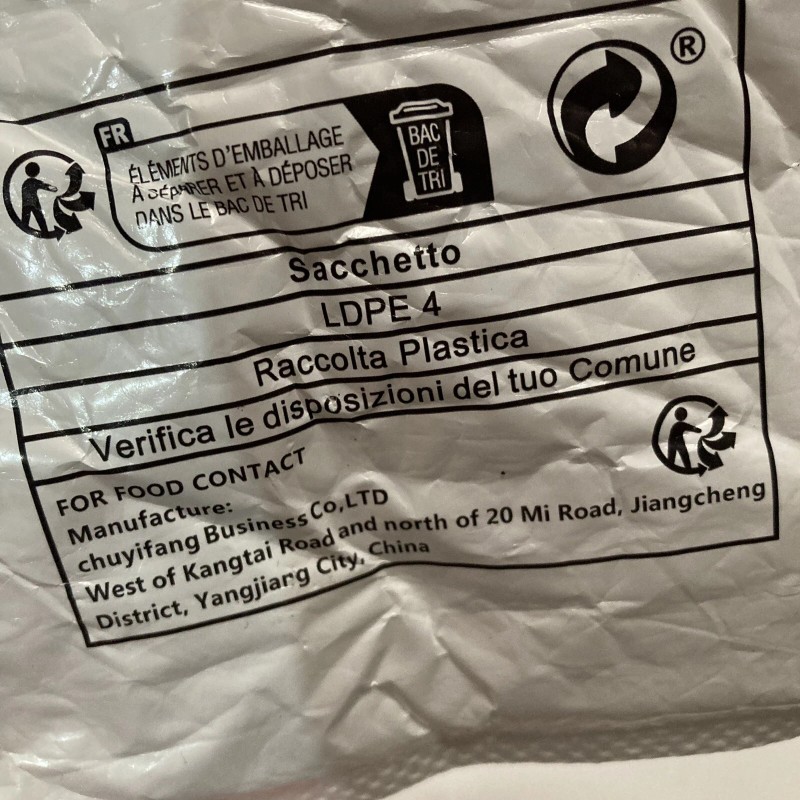 ®
FR
ÉLÉMENTS D'EMBALLAGE
À SÉPARER ET À DÉPOSER
DANS LE BAC DE TRI
BAC
DE
TRI
Sacchetto
LDPE 4
Raccolta Plastica
Verifica le disposizioni del tuo Comune
FOR FOOD CONTACT
Manufacture:
chuyifang Business Co,LTD
West of Kangtai Road and north of 20 Mi Road, Jiangcheng
District, Yangjiang City, China